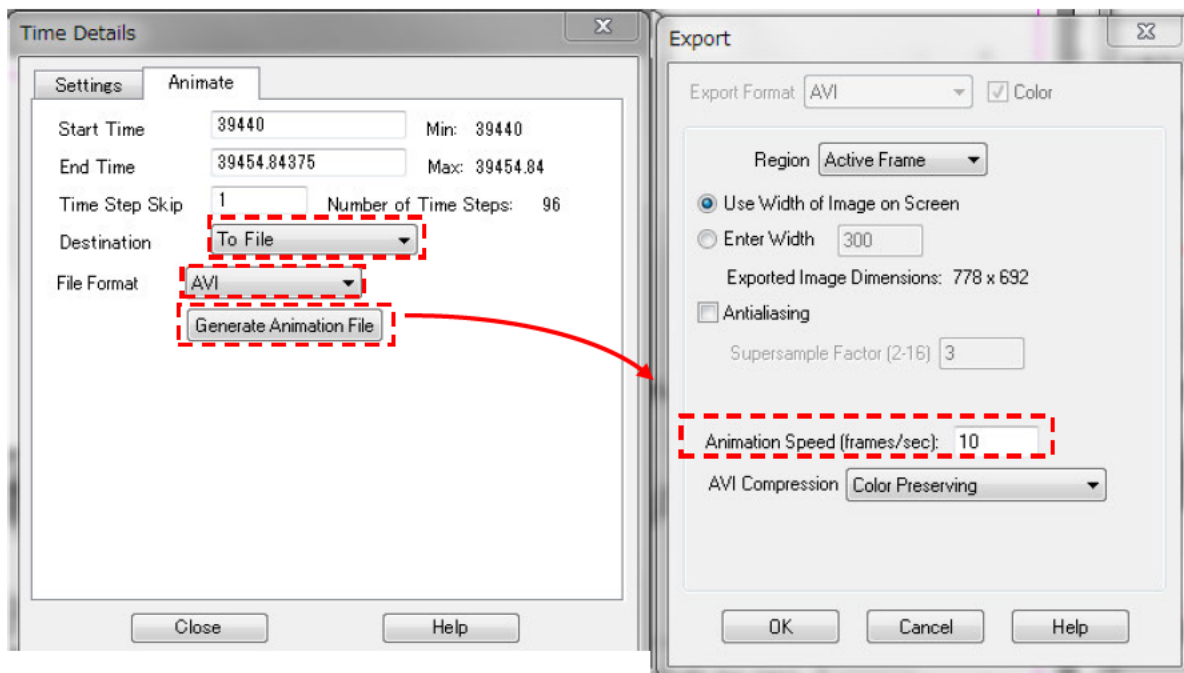 Time Details
Settings Animate
Start Time 39440 Min: 39440
End Time 39454.84375 Max: 39454.84
Time Step Skip 1 Number of Time Steps: 96
Destination To File
File Format AVI
Generate Animation File
Close Help
Export
Export Format AVI Color
Region Active Frame
Use Width of Image on Screen
Enter Width 300
Exported Image Dimensions: 778 x 692
Antialiasing
Supersample Factor (2-16) 3
Animation Speed (frames/sec): 10
AVI Compression Color Preserving
OK Cancel Help